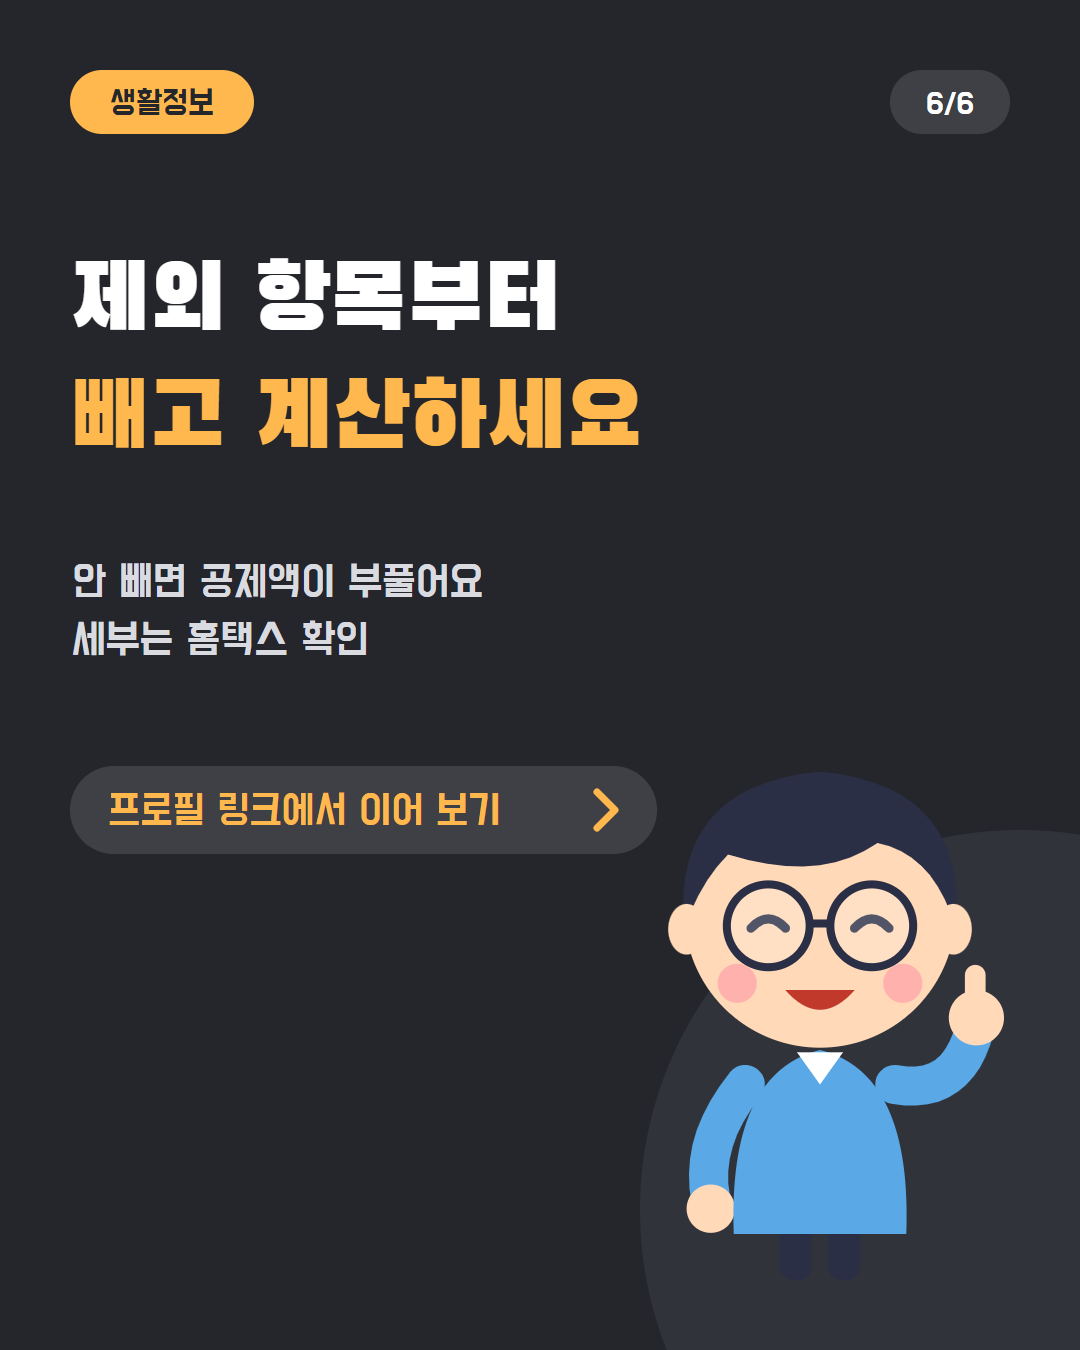 생활정보
6/6
제외 항목부터
빼고 계산하세요
안 빼면 공제액이 부풀어요
세부는 홈택스 확인
프로필 링크에서 이어 보기